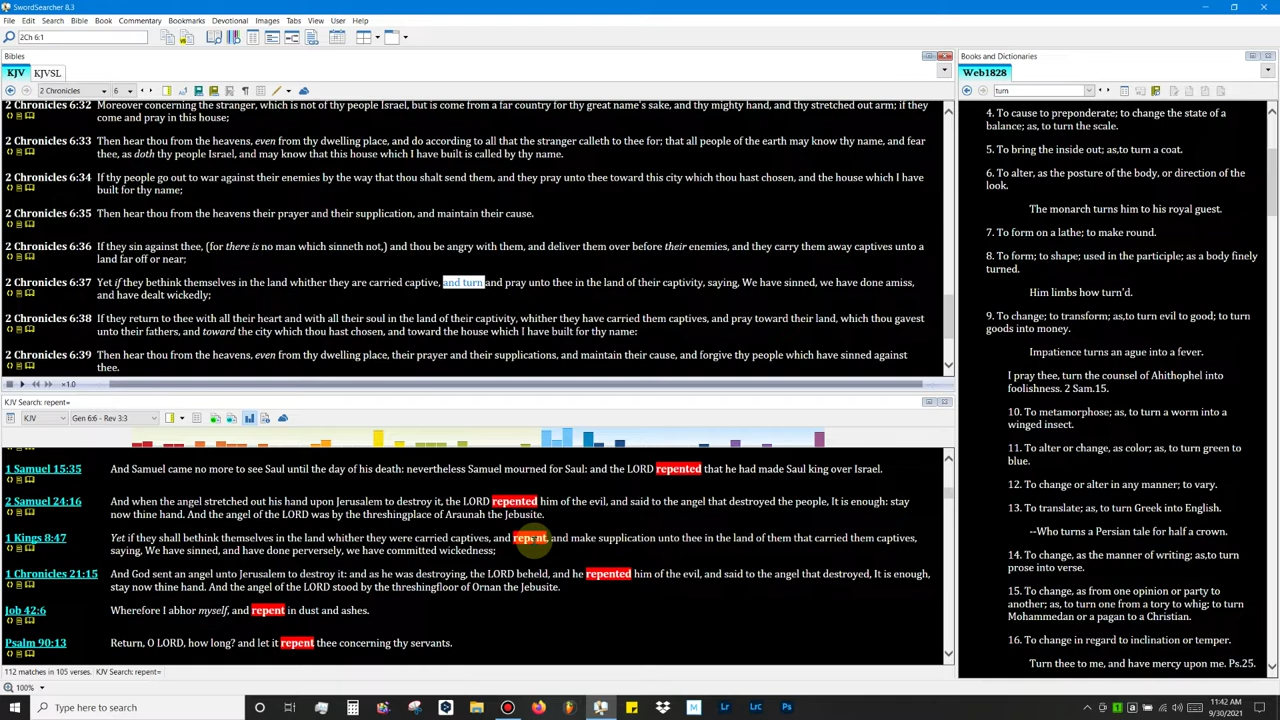 SwordSearcher 8.3
File Edit Search Bible Book Commentary Bookmarks Devotional Images Tabs View User Help
2Ch 6:1
Bibles
KJV KJVSL
2 Chronicles 6
2 Chronicles 6:32 Moreover concerning the stranger, which is not of thy people Israel, but is come from a far country for thy great name's sake, and thy mighty hand, and thy stretched out arm; if they
come and pray in this house;
2 Chronicles 6:33 Then hear thou from the heavens, even from thy dwelling place, and do according to all that the stranger calleth to thee for; that all people of the earth may know thy name, and fear
thee, as doth thy people Israel, and may know that this house which I have built is called by thy name.
2 Chronicles 6:34 If thy people go out to war against their enemies by the way that thou shalt send them, and they pray unto thee toward this city which thou hast chosen, and the house which I have
built for thy name;
2 Chronicles 6:35 Then hear thou from the heavens their prayer and their supplication, and maintain their cause.
2 Chronicles 6:36 If they sin against thee, (for there is no man which sinneth not,) and thou be angry with them, and deliver them over before their enemies, and they carry them away captives unto a
land far off or near;
2 Chronicles 6:37 Yet if they bethink themselves in the land whither they are carried captive, and turn and pray unto thee in the land of their captivity, saying, We have sinned, we have done amiss,
and have dealt wickedly;
2 Chronicles 6:38 If they return to thee with all their heart and with all their soul in the land of their captivity, whither they have carried them captives, and pray toward their land, which thou gavest
unto their fathers, and toward the city which thou hast chosen, and toward the house which I have built for thy name:
2 Chronicles 6:39 Then hear thou from the heavens, even from thy dwelling place, their prayer and their supplications, and maintain their cause, and forgive thy people which have sinned against
thee.
×1.0
KJV Search: repent=
KJV Gen 6:6 - Rev 3:3
1 Samuel 15:35 And Samuel came no more to see Saul until the day of his death: nevertheless Samuel mourned for Saul: and the LORD repented that he had made Saul king over Israel.
2 Samuel 24:16 And when the angel stretched out his hand upon Jerusalem to destroy it, the LORD repented him of the evil, and said to the angel that destroyed the people, It is enough: stay
now thine hand. And the angel of the LORD was by the threshingplace of Araunah the Jebusite.
1 Kings 8:47 Yet if they shall bethink themselves in the land whither they were carried captives, and repent, and make supplication unto thee in the land of them that carried them captives,
saying, We have sinned, and have done perversely, we have committed wickedness;
1 Chronicles 21:15 And God sent an angel unto Jerusalem to destroy it: and as he was destroying, the LORD beheld, and he repented him of the evil, and said to the angel that destroyed, It is enough,
stay now thine hand. And the angel of the LORD stood by the threshingfloor of Ornan the Jebusite.
Job 42:6 Wherefore I abhor myself, and repent in dust and ashes.
Psalm 90:13 Return, O LORD, how long? and let it repent thee concerning thy servants.
112 matches in 105 verses. KJV Search: repent=
100%
Books and Dictionaries
Web1828
turn
4. To cause to preponderate; to change the state of a
balance; as, to turn the scale.
5. To bring the inside out; as,to turn a coat.
6. To alter, as the posture of the body, or direction of the
look.
The monarch turns him to his royal guest.
7. To form on a lathe; to make round.
8. To form; to shape; used in the participle; as a body finely
turned.
Him limbs how turn'd.
9. To change; to transform; as,to turn evil to good; to turn
goods into money.
Impatience turns an ague into a fever.
I pray thee, turn the counsel of Ahithophel into
foolishness. 2 Sam.15.
10. To metamorphose; as, to turn a worm into a
winged insect.
11. To alter or change, as color; as, to turn green to
blue.
12. To change or alter in any manner; to vary.
13. To translate; as, to turn Greek into English.
--Who turns a Persian tale for half a crown.
14. To change, as the manner of writing; as,to turn
prose into verse.
15. To change, as from one opinion or party to
another; as, to turn one from a tory to whig; to turn
Mohammedan or a pagan to a Christian.
16. To change in regard to inclination or temper.
Turn thee to me, and have mercy upon me. Ps.25.
Type here to search
M Lr Lrc Ps
11:42 AM
9/30/2021